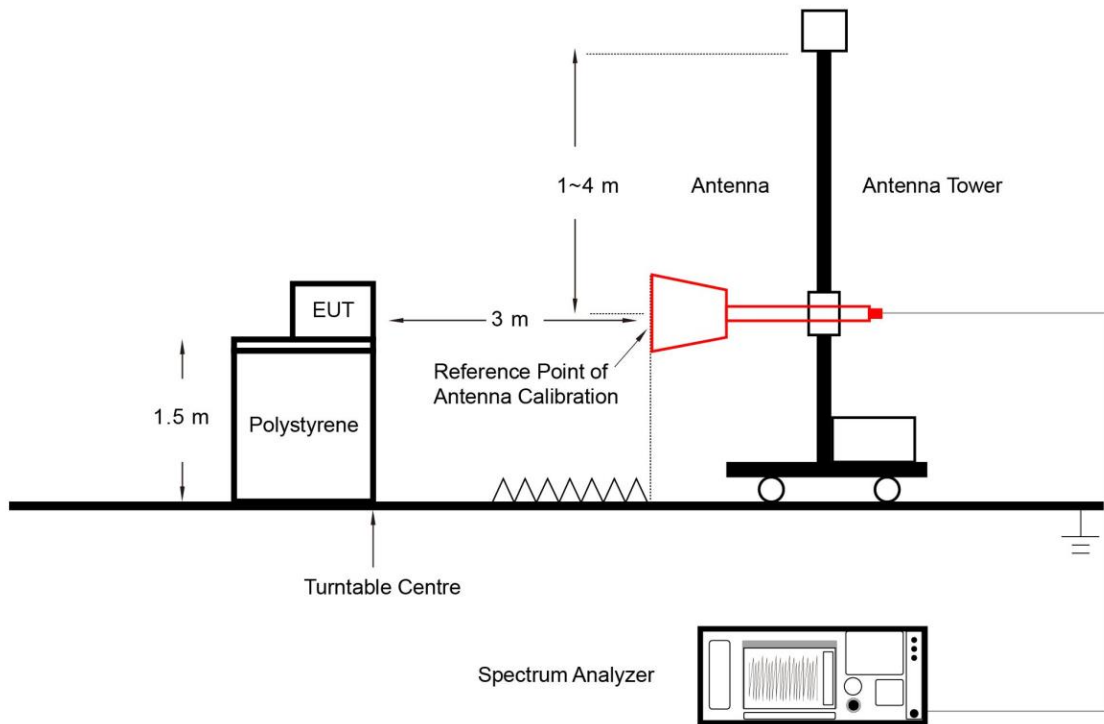 1~4 m
Antenna
Antenna Tower
EUT
3 m
Reference Point of
Antenna Calibration
1.5 m
Polystyrene
Turntable Centre
Spectrum Analyzer